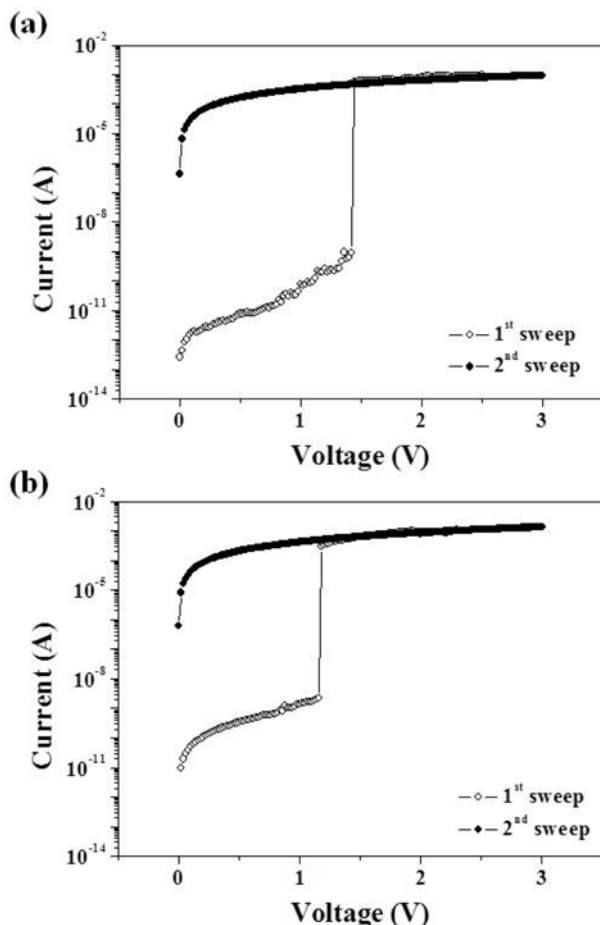 (a)
10⁻²
10⁻⁵
10⁻⁸
10⁻¹¹
10⁻¹⁴
Current (A)
1ˢᵗ sweep
2ⁿᵈ sweep
0 1 2 3
Voltage (V)
(b)
10⁻²
10⁻⁵
10⁻⁸
10⁻¹¹
10⁻¹⁴
Current (A)
1ˢᵗ sweep
2ⁿᵈ sweep
0 1 2 3
Voltage (V)